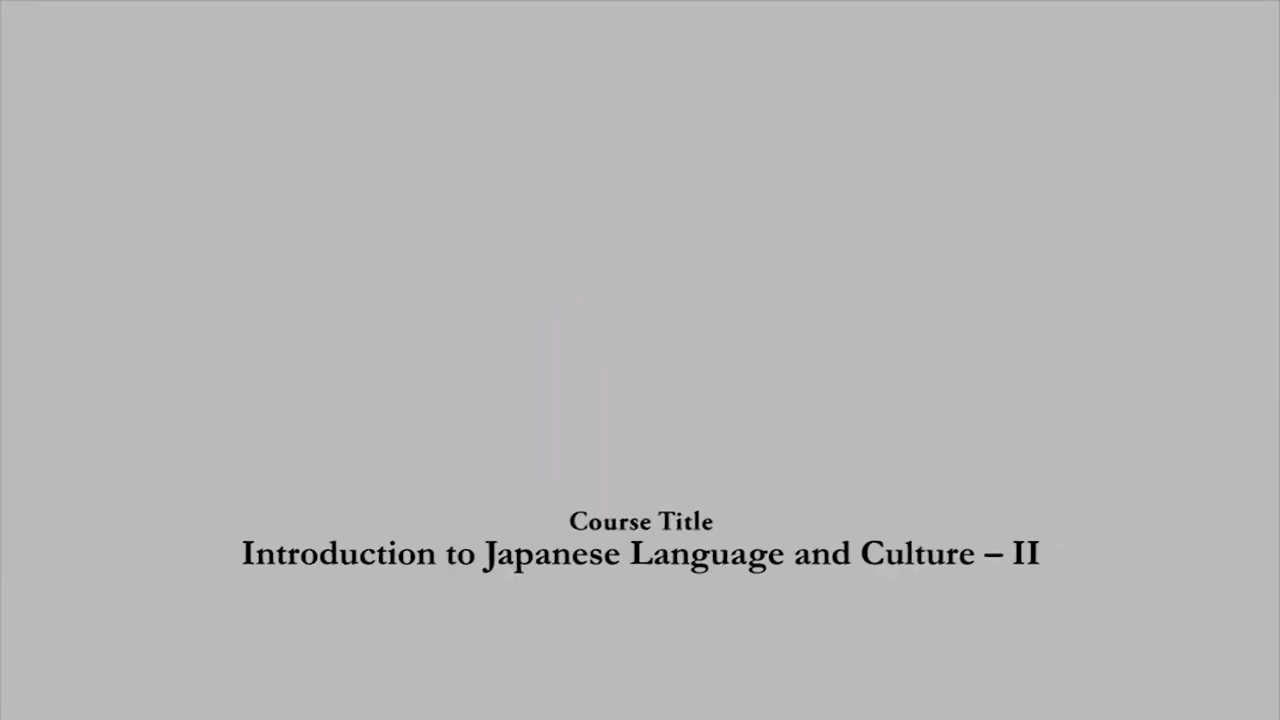 Course Title
Introduction to Japanese Language and Culture – II